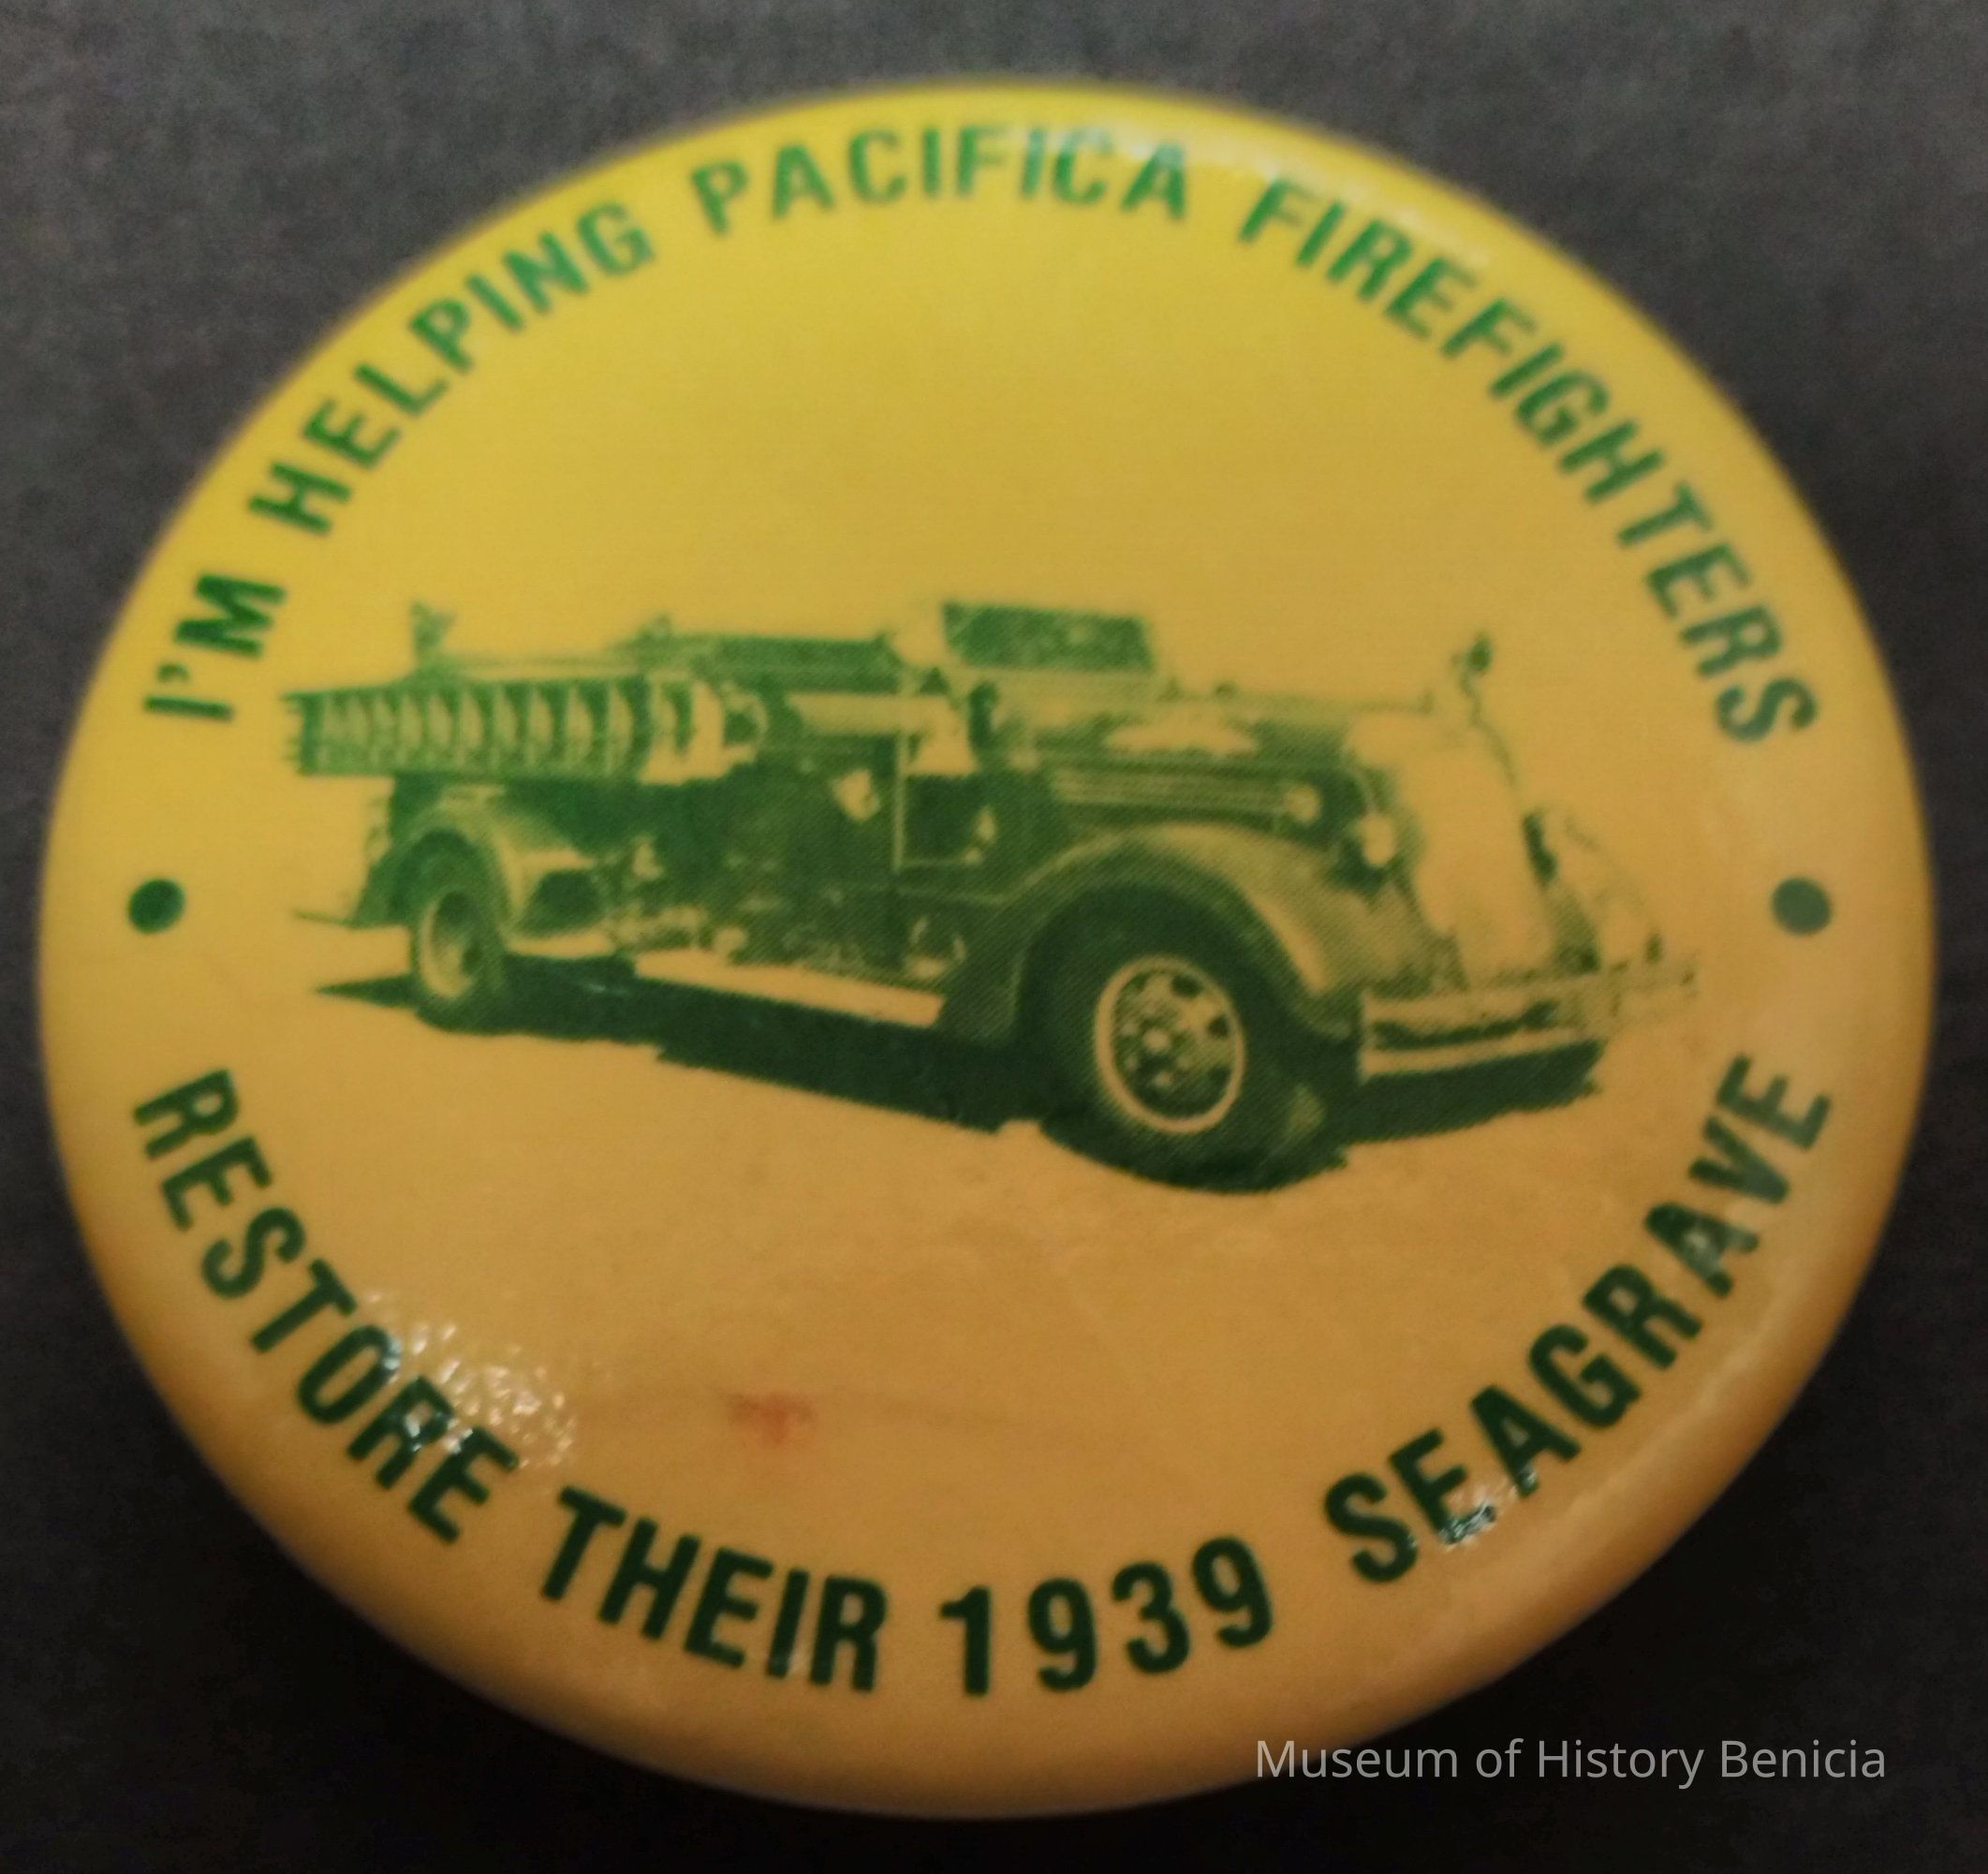 I'M HELPING PACIFICA FIREFIGHTERS
RESTORE THEIR 1939 SEAGRAVE
Museum of History Benicia